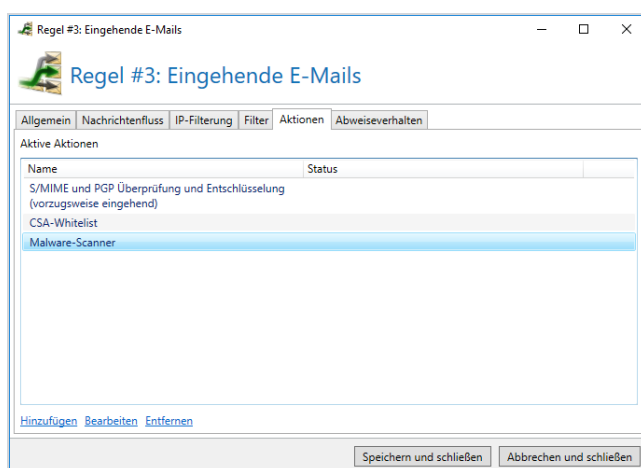 Regel #3: Eingehende E-Mails
Regel #3: Eingehende E-Mails
Allgemein Nachrichtenfluss IP-Filterung Filter Aktionen Abweiseverhalten
Aktive Aktionen
Name Status
S/MIME und PGP Überprüfung und Entschlüsselung
(vorzugsweise eingehend)
CSA-Whitelist
Malware-Scanner
Hinzufügen Bearbeiten Entfernen
Speichern und schließen Abbrechen und schließen